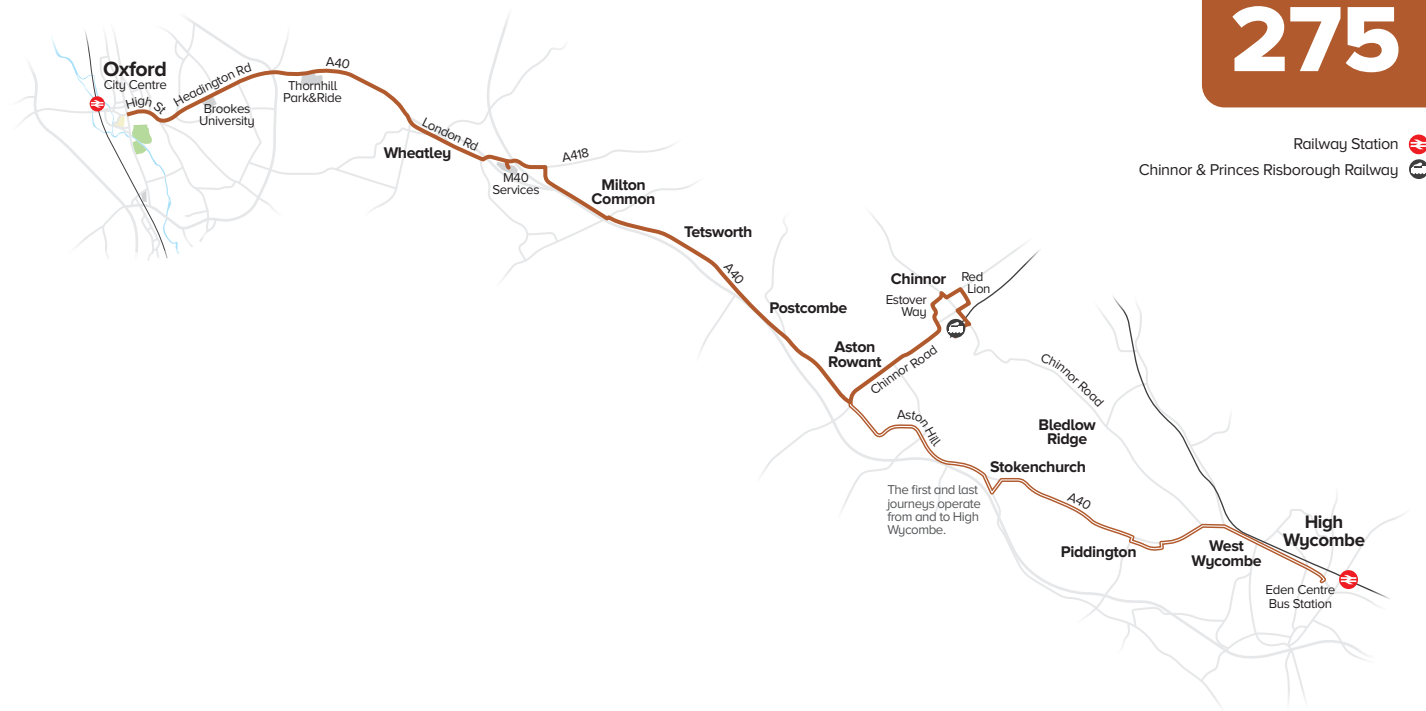 275
Railway Station
Chinnor & Princes Risborough Railway
Oxford
City Centre
High St
Headington Rd
Brookes
University
A40
Thornhill
Park&Ride
London Rd
Wheatley
A418
M40
Services
Milton
Common
Tetsworth
A40
Postcombe
Chinnor
Red
Lion
Estover
Way
Aston
Rowant
Chinnor Road
Chinnor Road
Aston Hill
Bledlow
Ridge
Stokenchurch
The first and last
journeys operate
from and to High
Wycombe.
A40
Piddington
West
Wycombe
High
Wycombe
Eden Centre
Bus Station